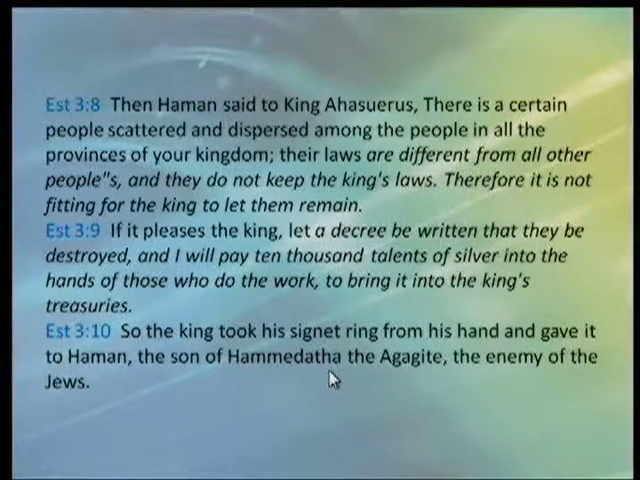 Est 3:8 Then Haman said to King Ahasuerus, There is a certain
people scattered and dispersed among the people in all the
provinces of your kingdom; their laws are different from all other
people"s, and they do not keep the king's laws. Therefore it is not
fitting for the king to let them remain.
Est 3:9 If it pleases the king, let a decree be written that they be
destroyed, and I will pay ten thousand talents of silver into the
hands of those who do the work, to bring it into the king's
treasuries.
Est 3:10 So the king took his signet ring from his hand and gave it
to Haman, the son of Hammedatha the Agagite, the enemy of the
Jews.